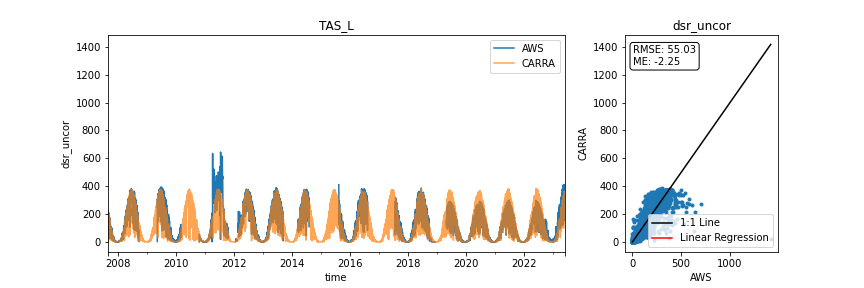 TAS_L
dsr_uncor
1400
1200
1000
800
600
400
200
0
2008
2010
2012
2014
2016
2018
2020
2022
time
dsr_uncor
AWS
CARRA
1400
1200
1000
800
600
400
200
0
0
500
1000
AWS
CARRA
RMSE: 55.03
ME: -2.25
1:1 Line
Linear Regression